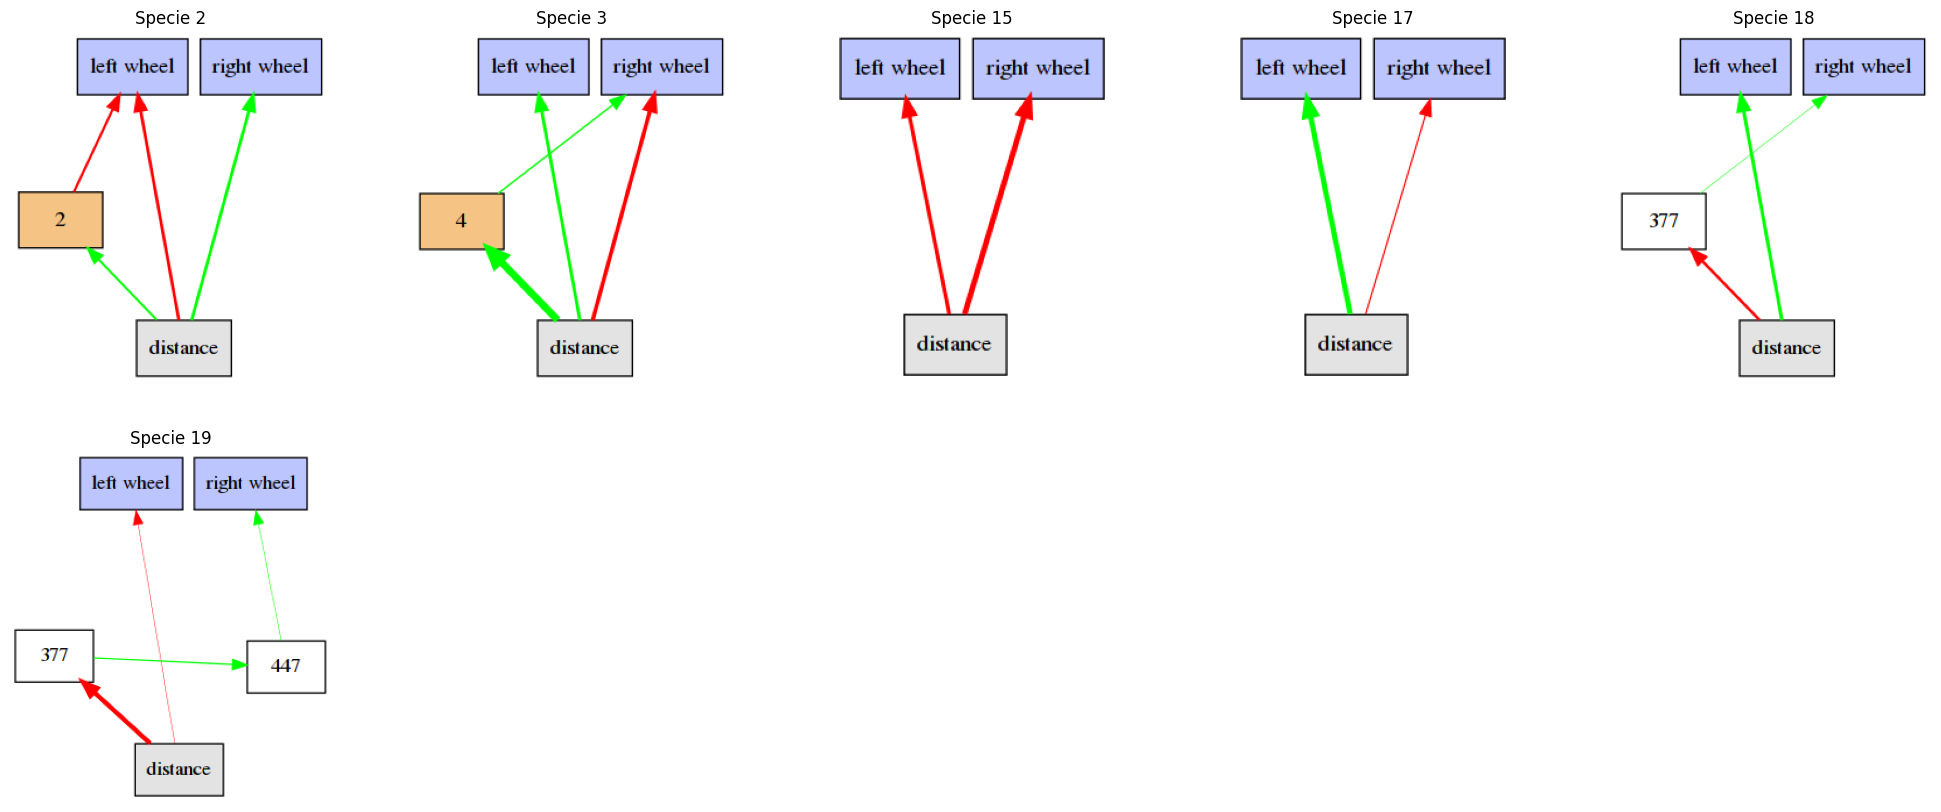 Specie 2
left wheel
right wheel
2
distance
Specie 3
left wheel
right wheel
4
distance
Specie 15
left wheel
right wheel
distance
Specie 17
left wheel
right wheel
distance
Specie 18
left wheel
right wheel
377
distance
Specie 19
left wheel
right wheel
377
447
distance